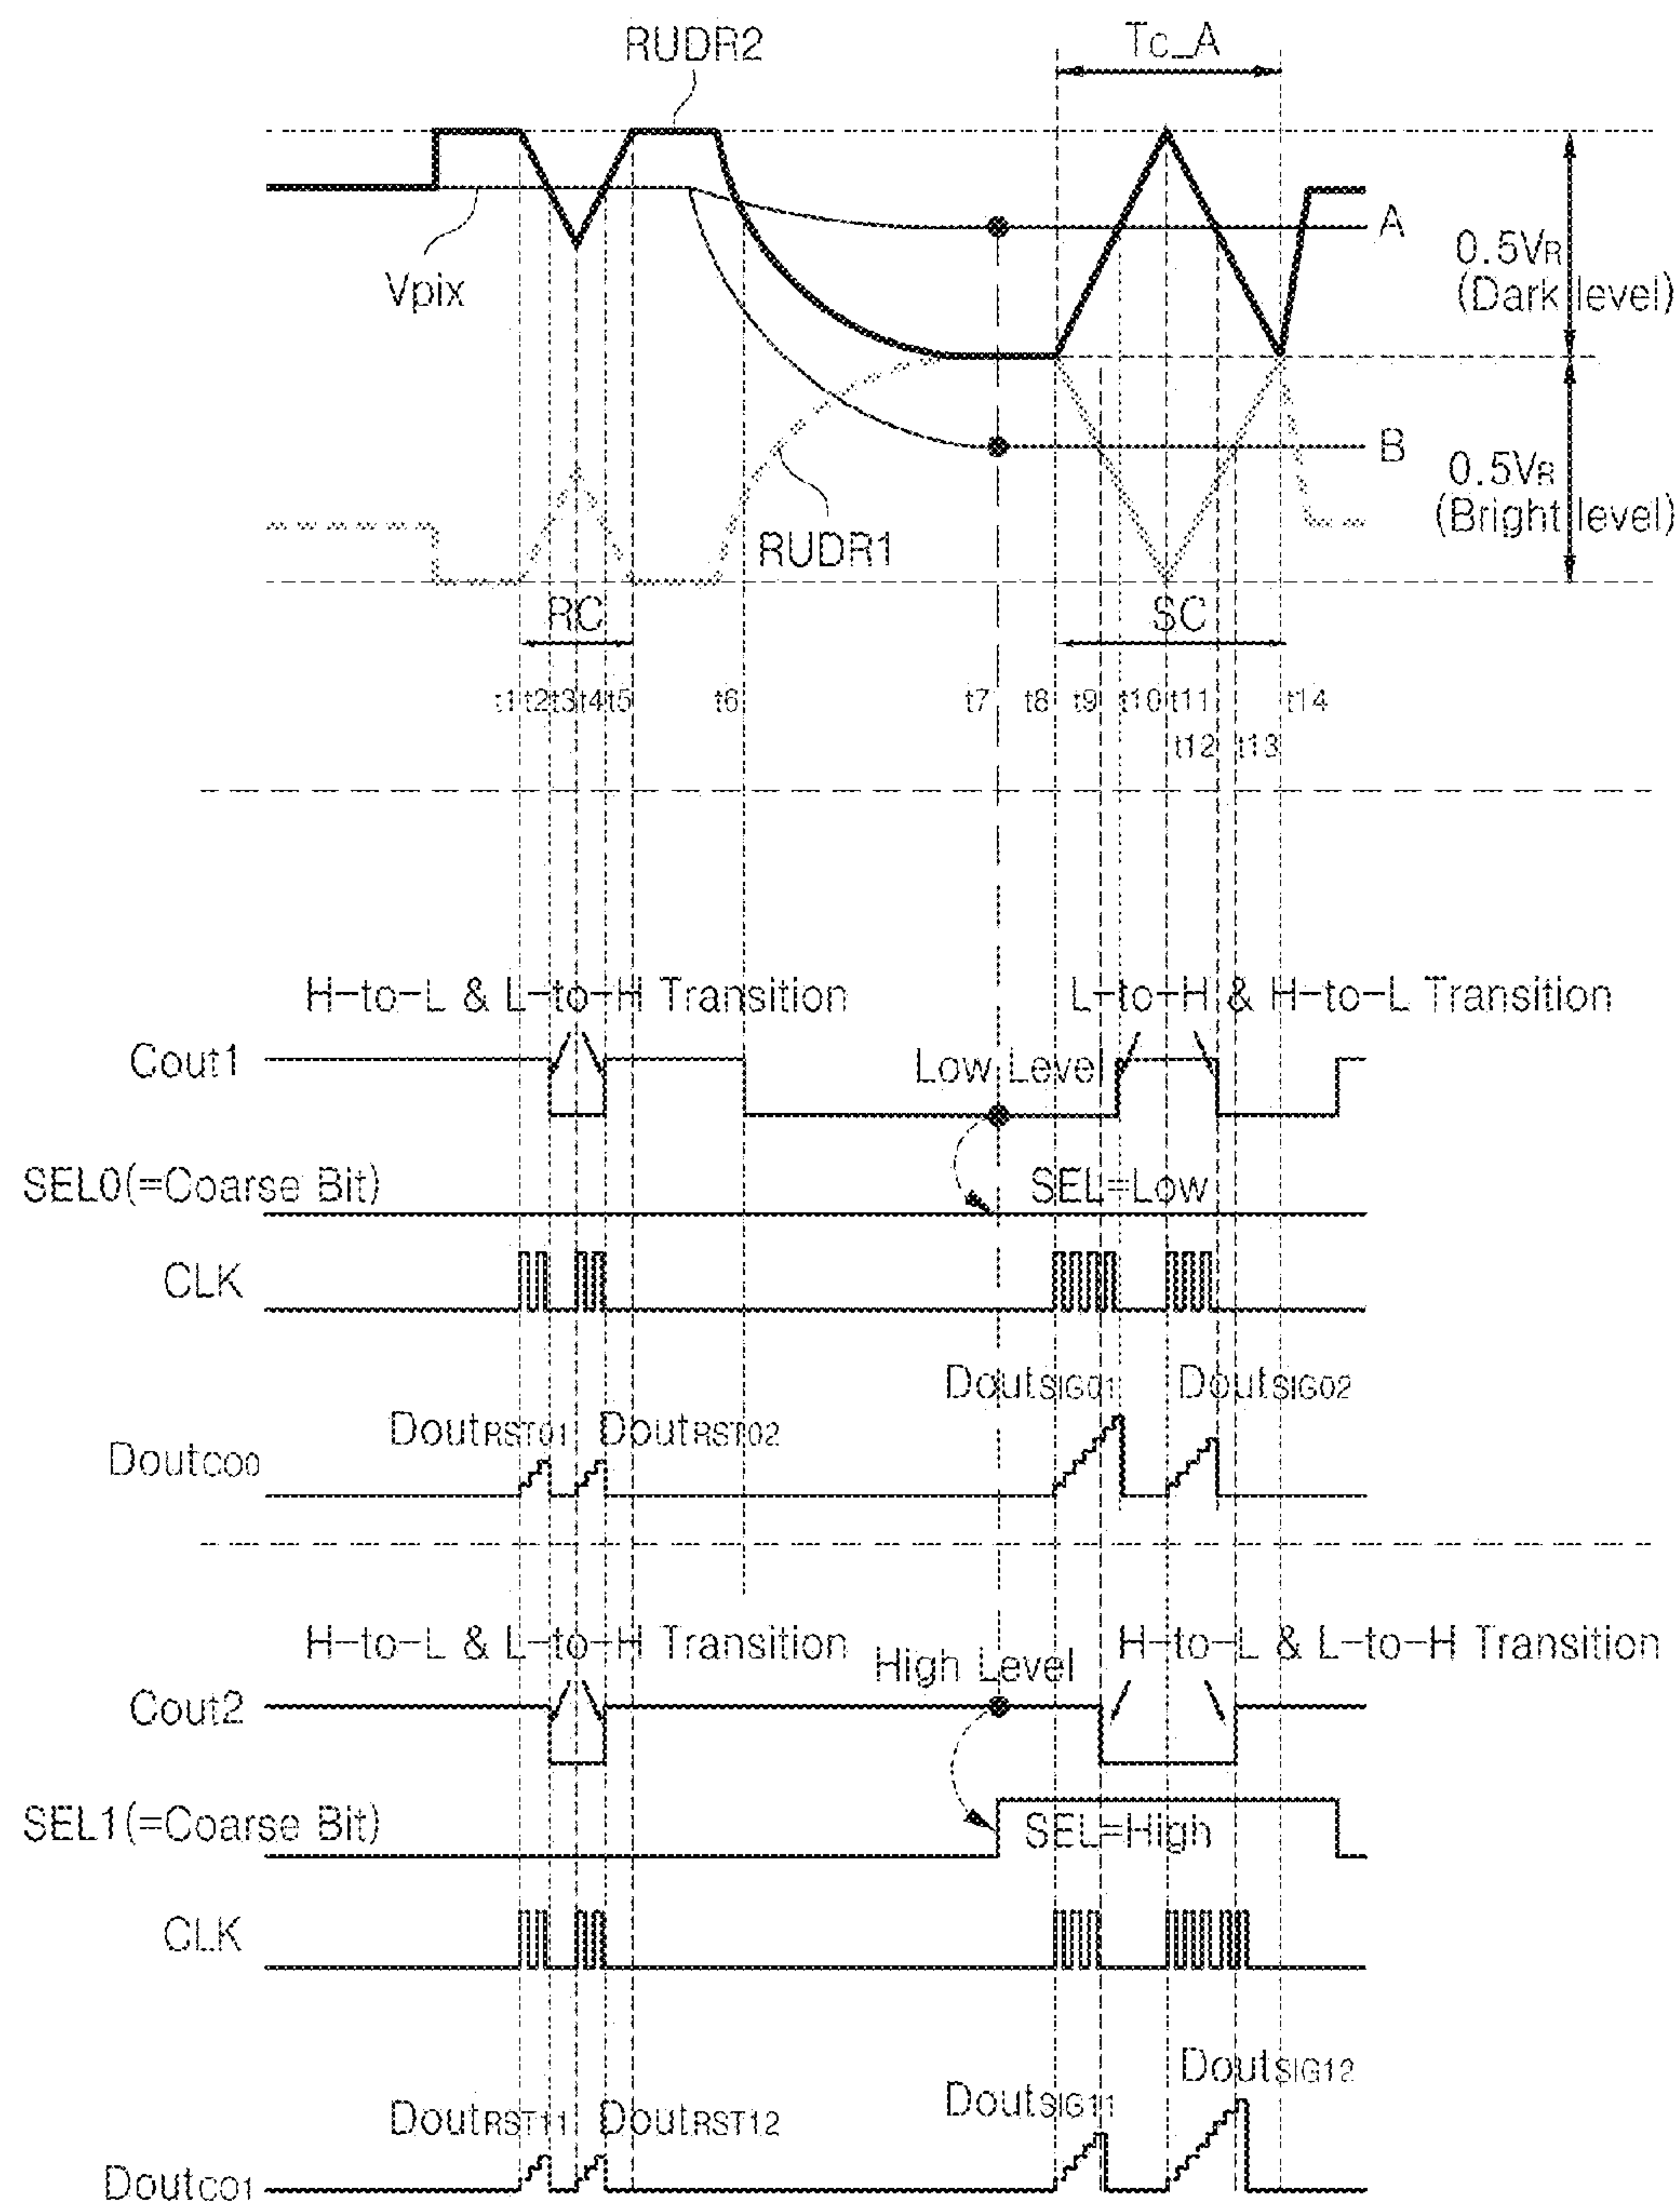 RUDR2
Tc_A
A
0.5VR
(Dark level)
Vpix
B
0.5VR
(Bright level)
RUDR1
RC
SC
t1 t2 t3 t4 t5 t6 t7 t8 t9 t10 t11 t14
t12 t13
H-to-L & L-to-H Transition
L-to-H & H-to-L Transition
Cout1
Low Level
SEL0(=Coarse Bit)
SEL=Low
CLK
DoutSIG01
DoutSIG02
DoutRST01
DoutRST02
DoutCO0
H-to-L & L-to-H Transition
High Level
H-to-L & L-to-H Transition
Cout2
SEL1(=Coarse Bit)
SEL=High
CLK
DoutSIG11
DoutSIG12
DoutRST11
DoutRST12
DoutCO1